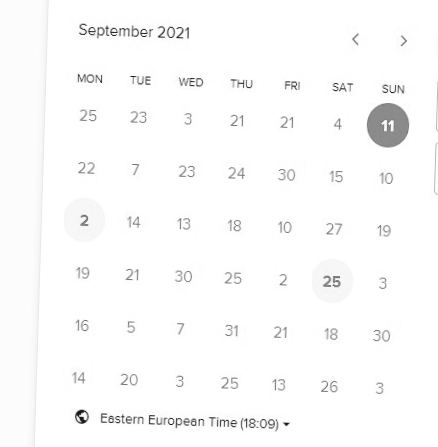 September 2021
MON TUE WED THU FRI SAT SUN
25 23 3 21 21 4 11
22 7 23 24 30 15 10
2 14 13 18 10 27 19
19 21 30 25 2 25 3
16 5 7 31 21 18 30
14 20 3 25 13 26 3
Eastern European Time (18:09)